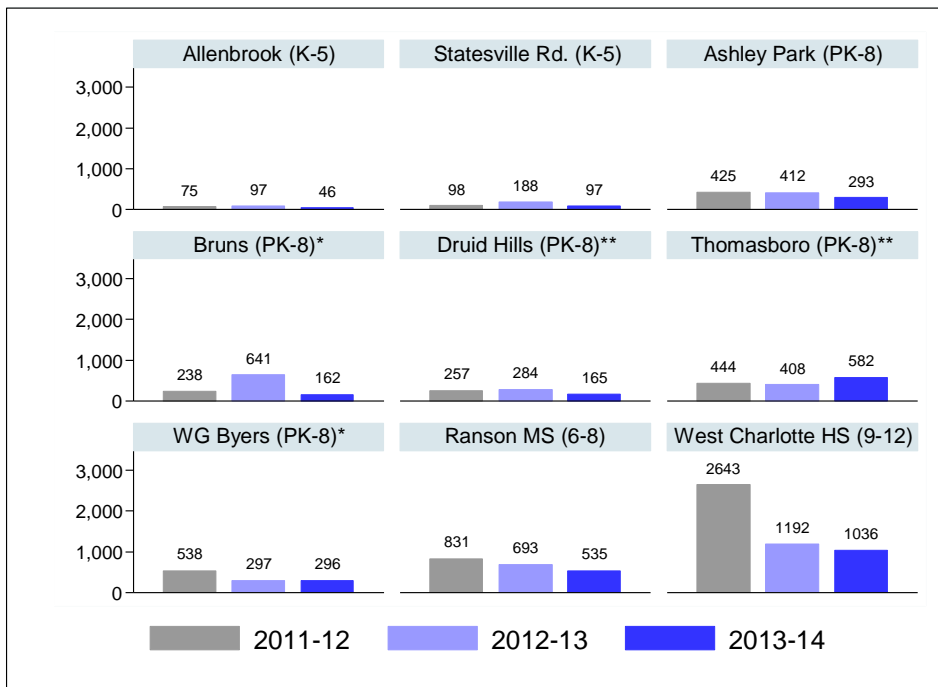 Allenbrook (K-5)
Statesville Rd. (K-5)
Ashley Park (PK-8)
3,000
2,000
1,000
0
75 97 46
98 188 97
425 412 293
Bruns (PK-8)*
Druid Hills (PK-8)**
Thomasboro (PK-8)**
3,000
2,000
1,000
0
238 641 162
257 284 165
444 408 582
WG Byers (PK-8)*
Ranson MS (6-8)
West Charlotte HS (9-12)
3,000
2,000
1,000
0
538 297 296
831 693 535
2643 1192 1036
2011-12 2012-13 2013-14